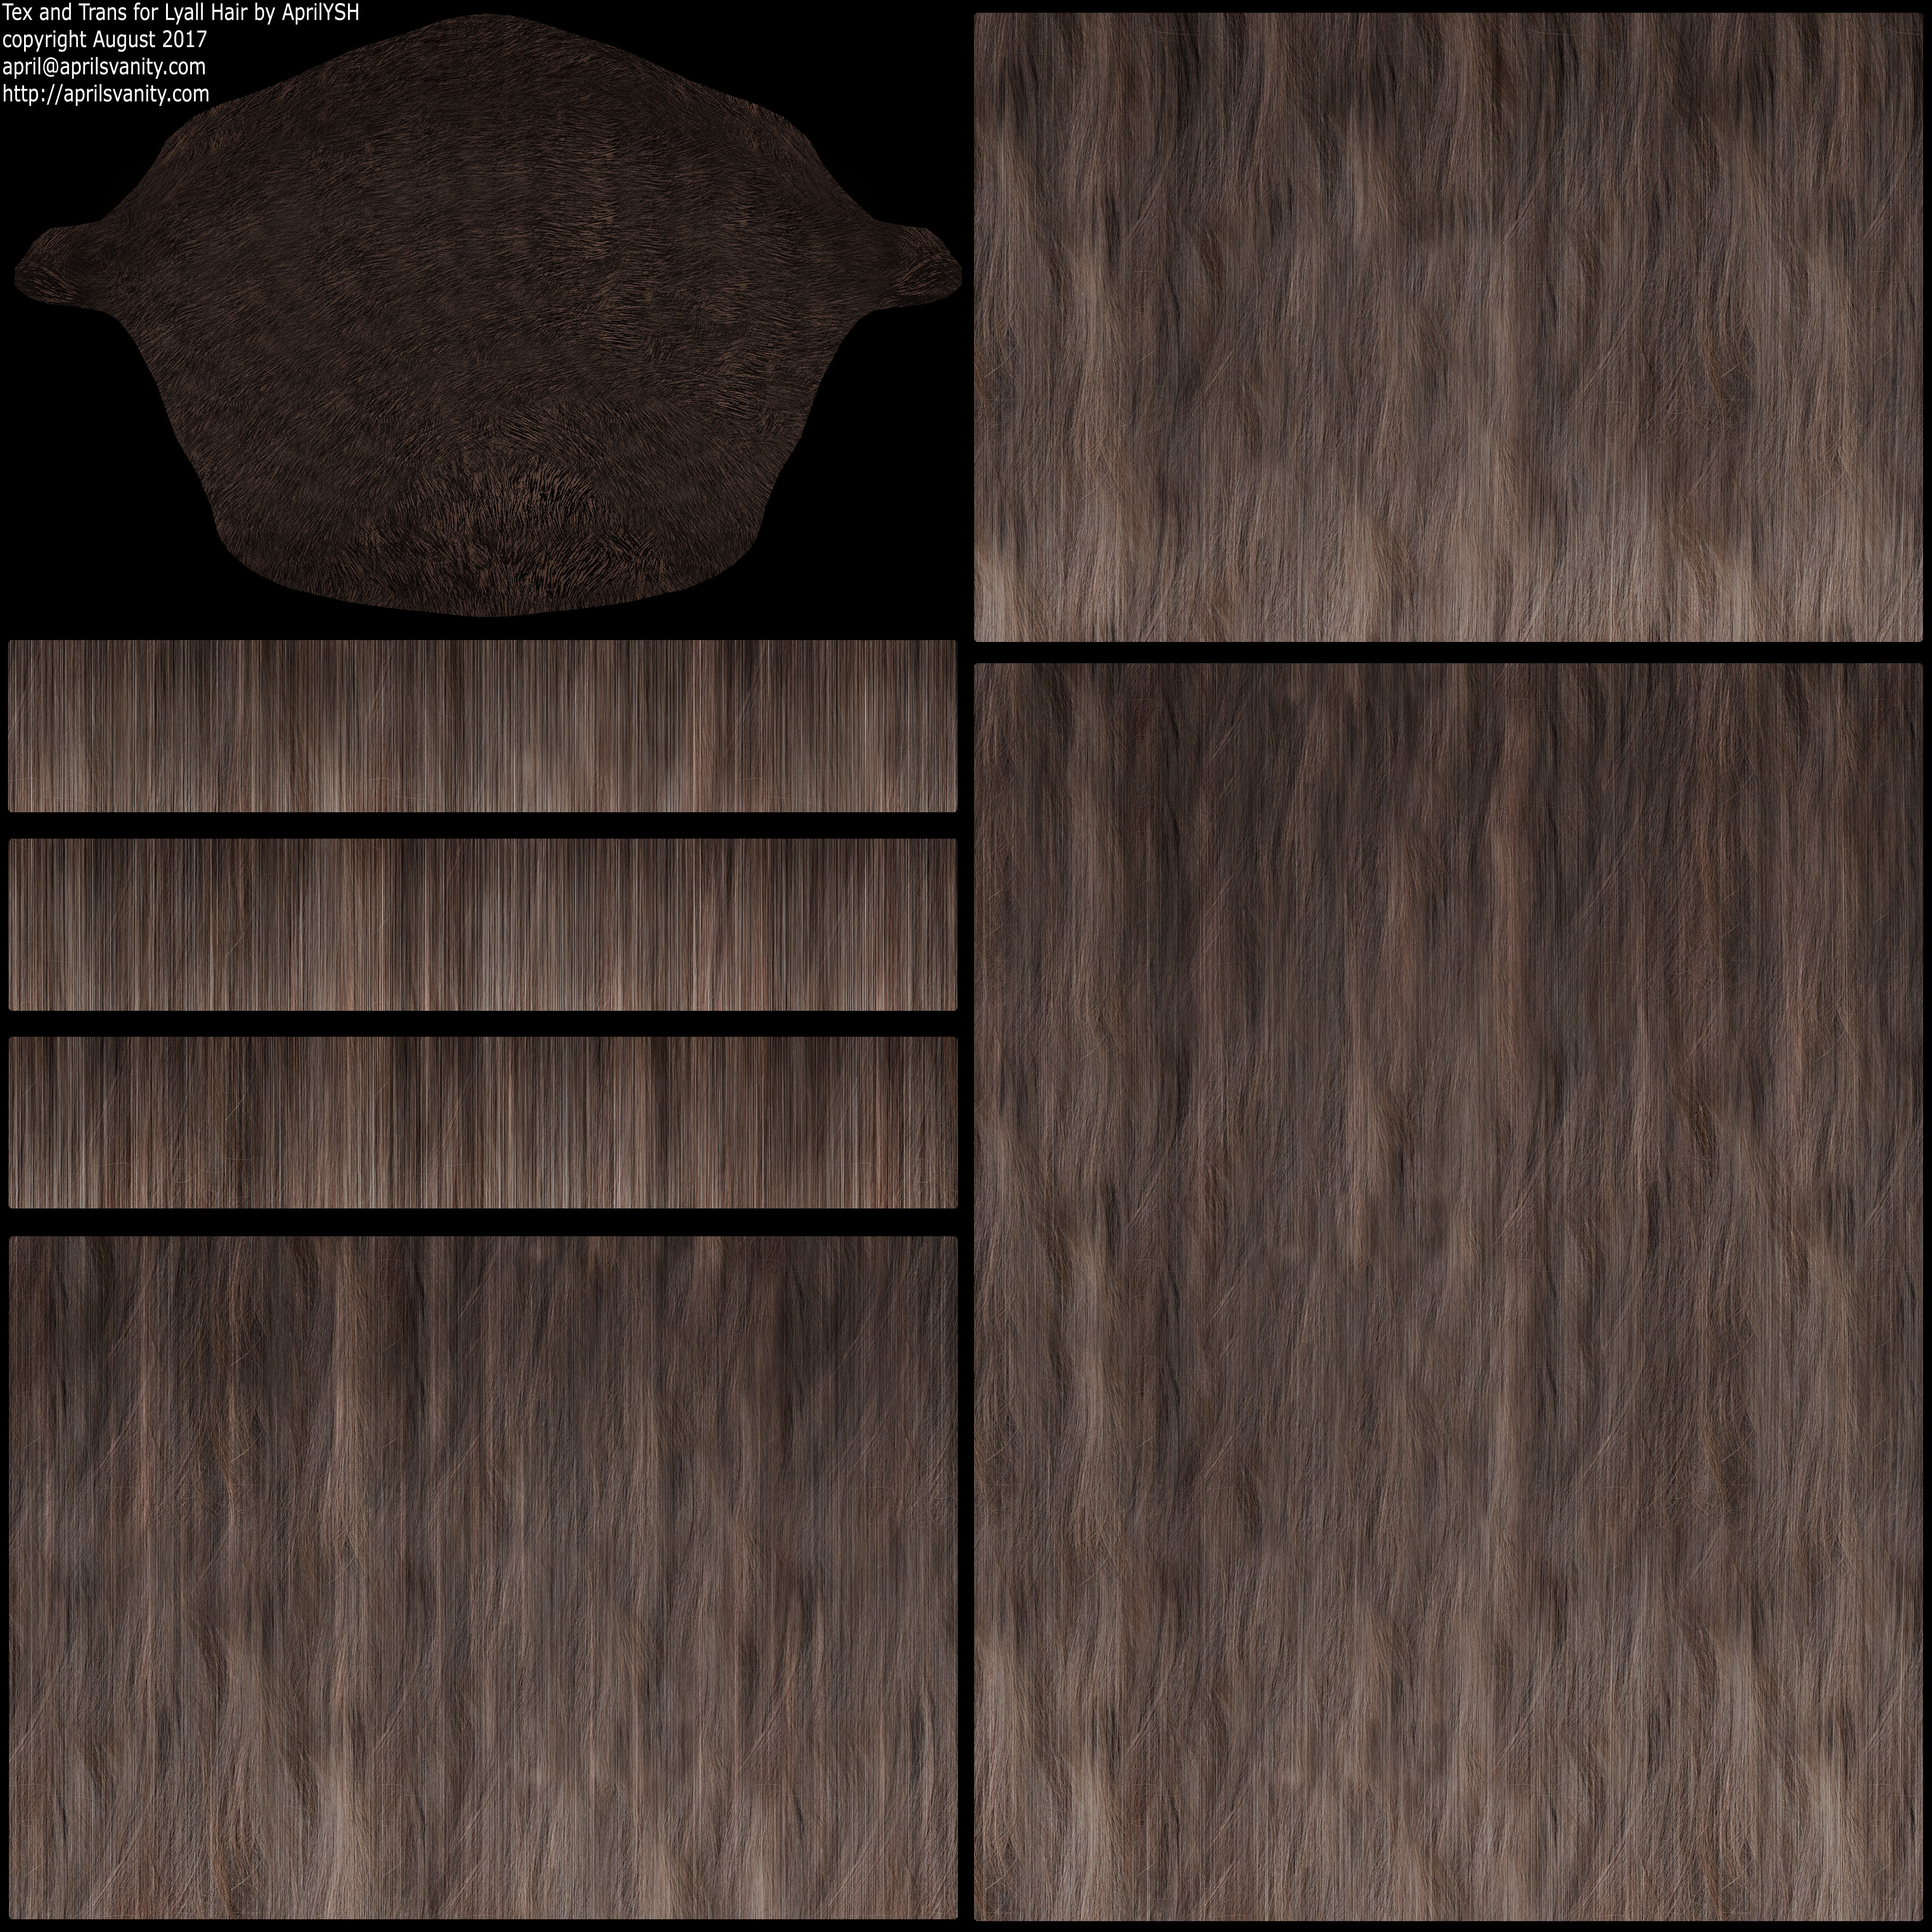 Tex and Trans for Lyall Hair by AprilYSH
copyright August 2017
april@aprilsvanity.com
http://aprilsvanity.com